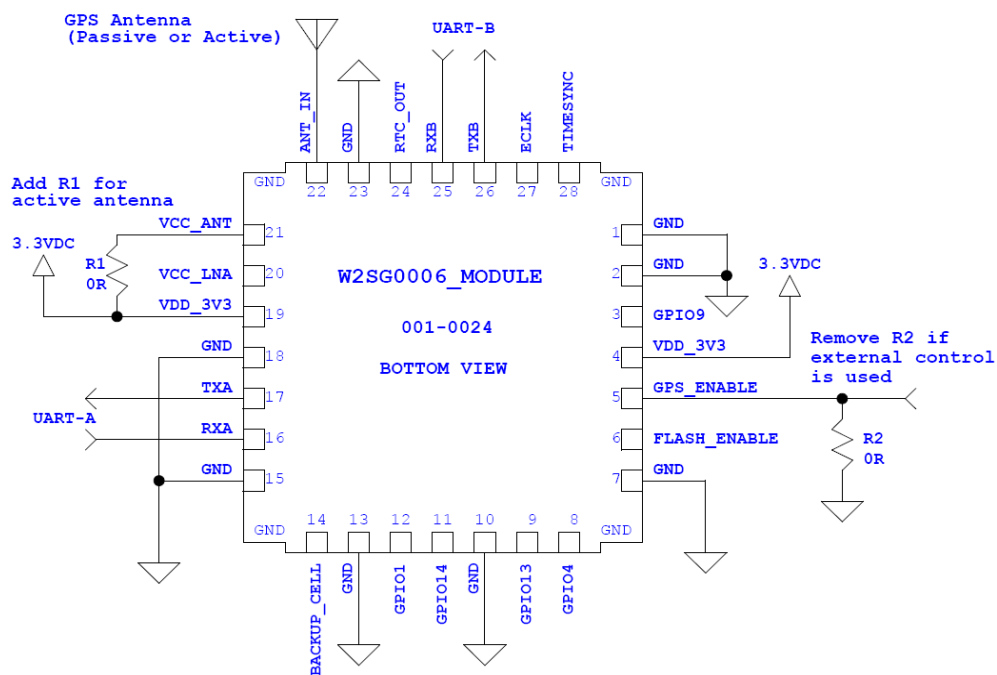 GPS Antenna
(Passive or Active)
UART-B
ANT_IN
GND
RTC_OUT
RXB
TXB
ECLK
TIMESYNC
GND
22
23
24
25
26
27
28
GND
Add R1 for
active antenna
3.3VDC
R1
0R
VCC_ANT
21
VCC_LNA
20
VDD_3V3
19
GND
18
TXA
17
UART-A
RXA
16
GND
15
W2SG0006_MODULE
001-0024
BOTTOM VIEW
1
GND
2
GND
3
GPIO9
4
VDD_3V3
3.3VDC
5
GPS_ENABLE
Remove R2 if
external control
is used
6
FLASH_ENABLE
R2
0R
7
GND
GND
14
13
12
11
10
9
8
GND
BACKUP_CELL
GND
GPIO1
GPIO14
GND
GPIO13
GPIO4